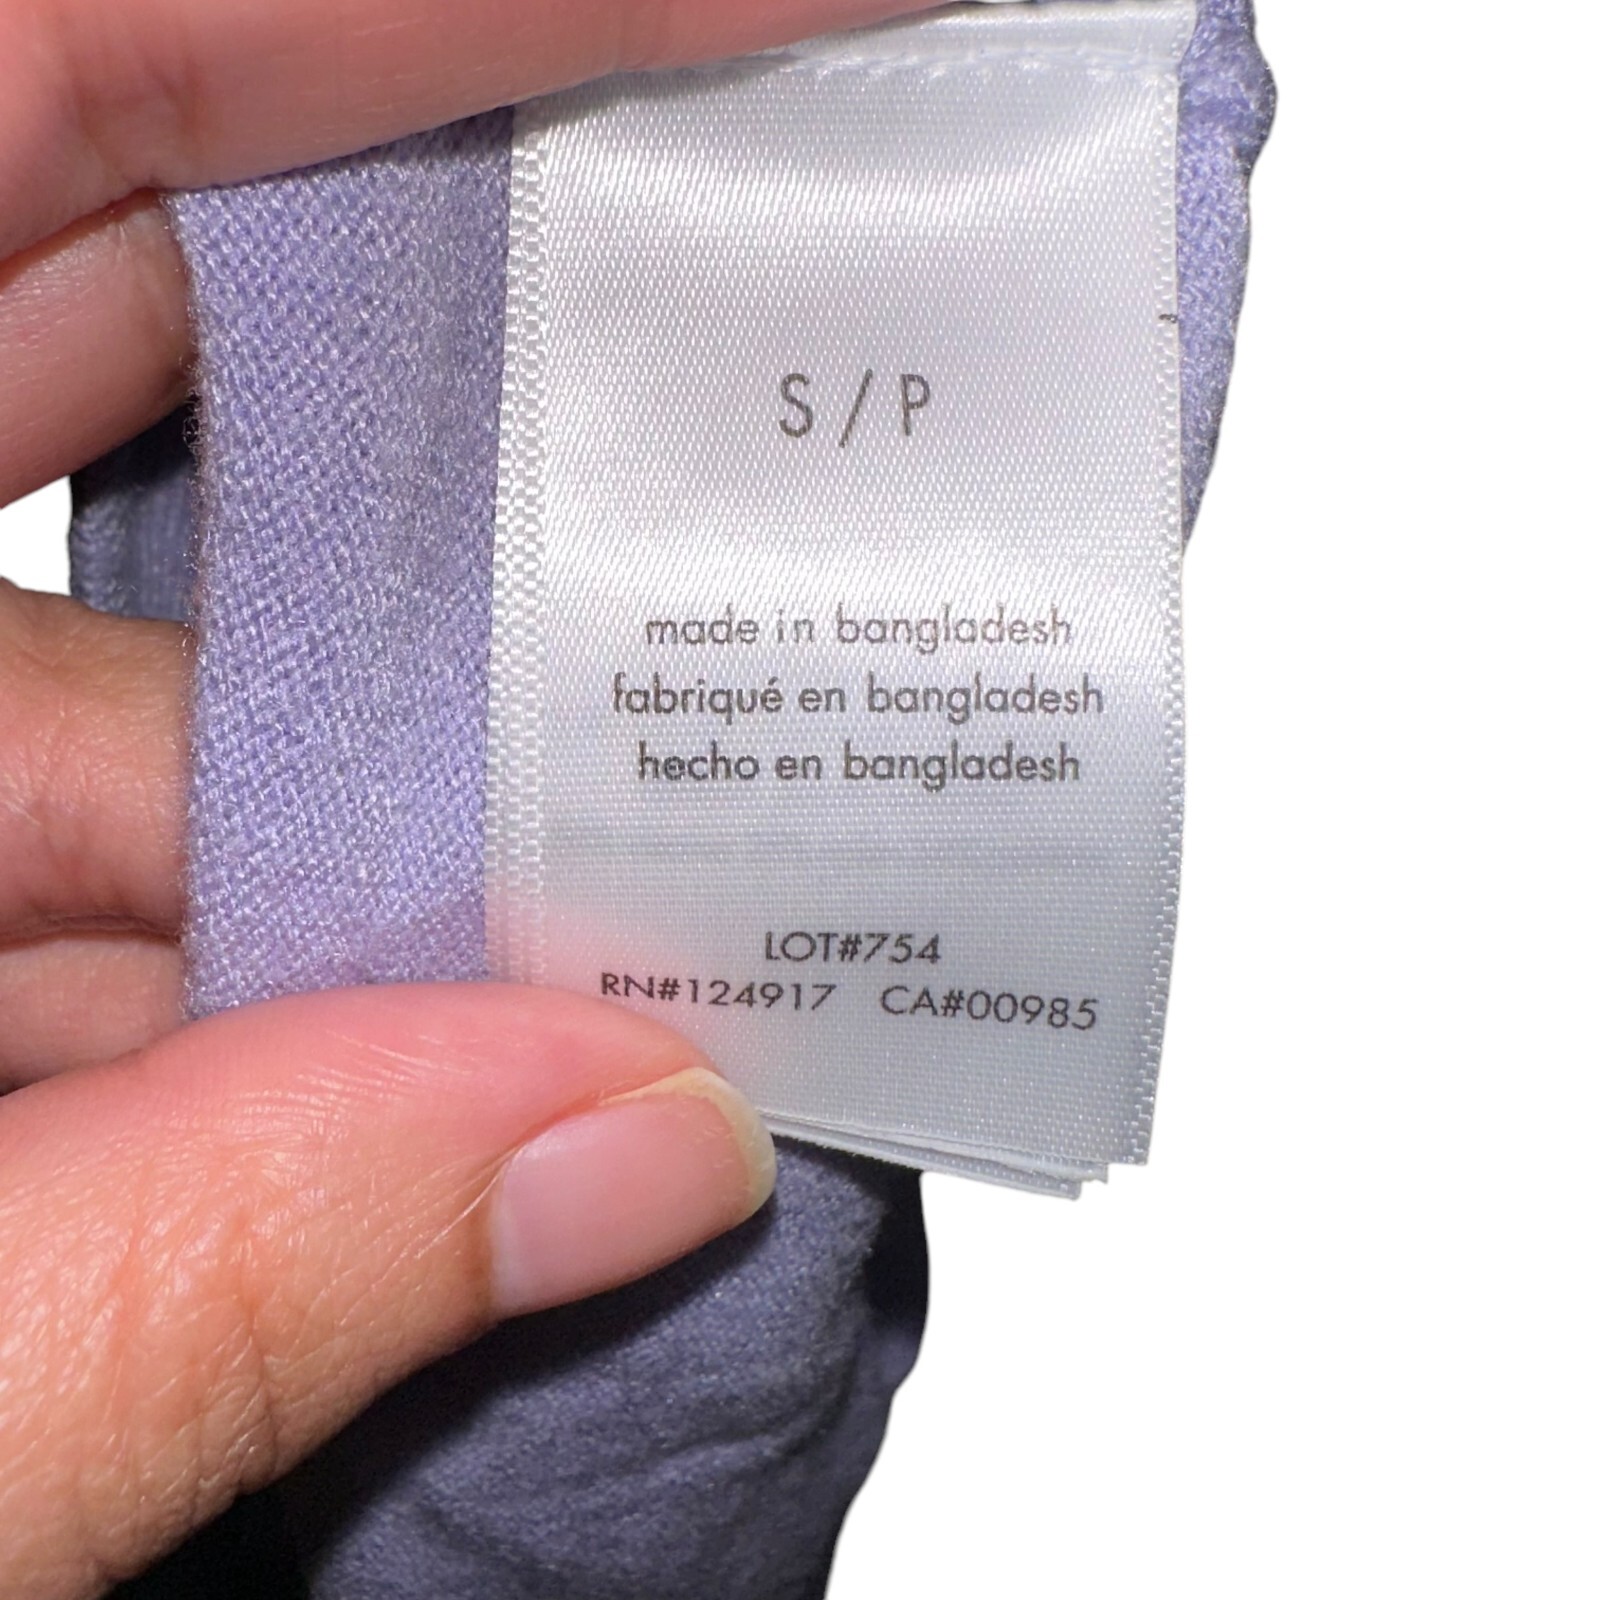 S / P
made in bangladesh
fabriqué en bangladesh
hecho en bangladesh
LOT#754
RN#124917 CA#00985